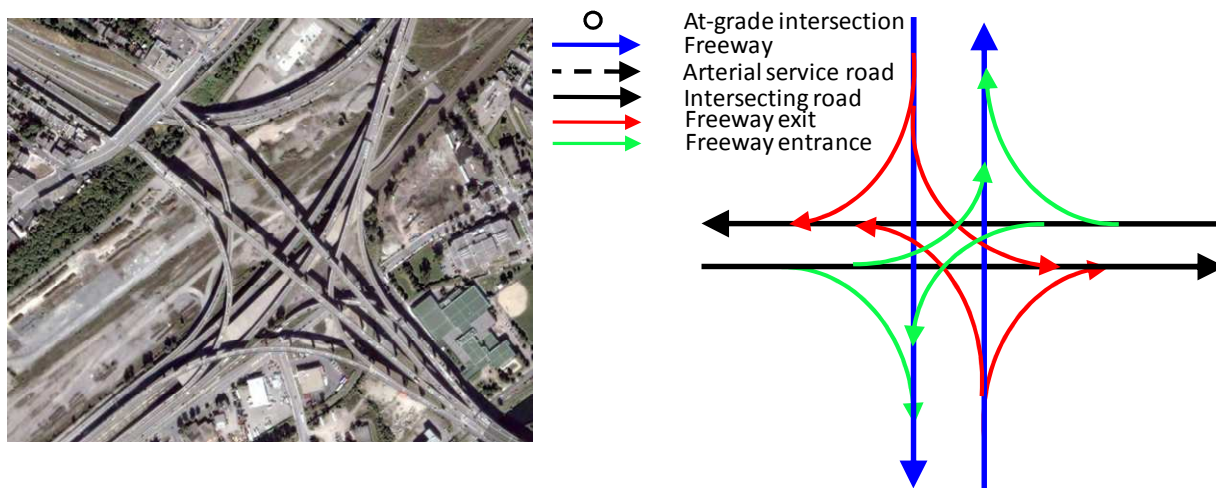 At-grade intersection
Freeway
Arterial service road
Intersecting road
Freeway exit
Freeway entrance